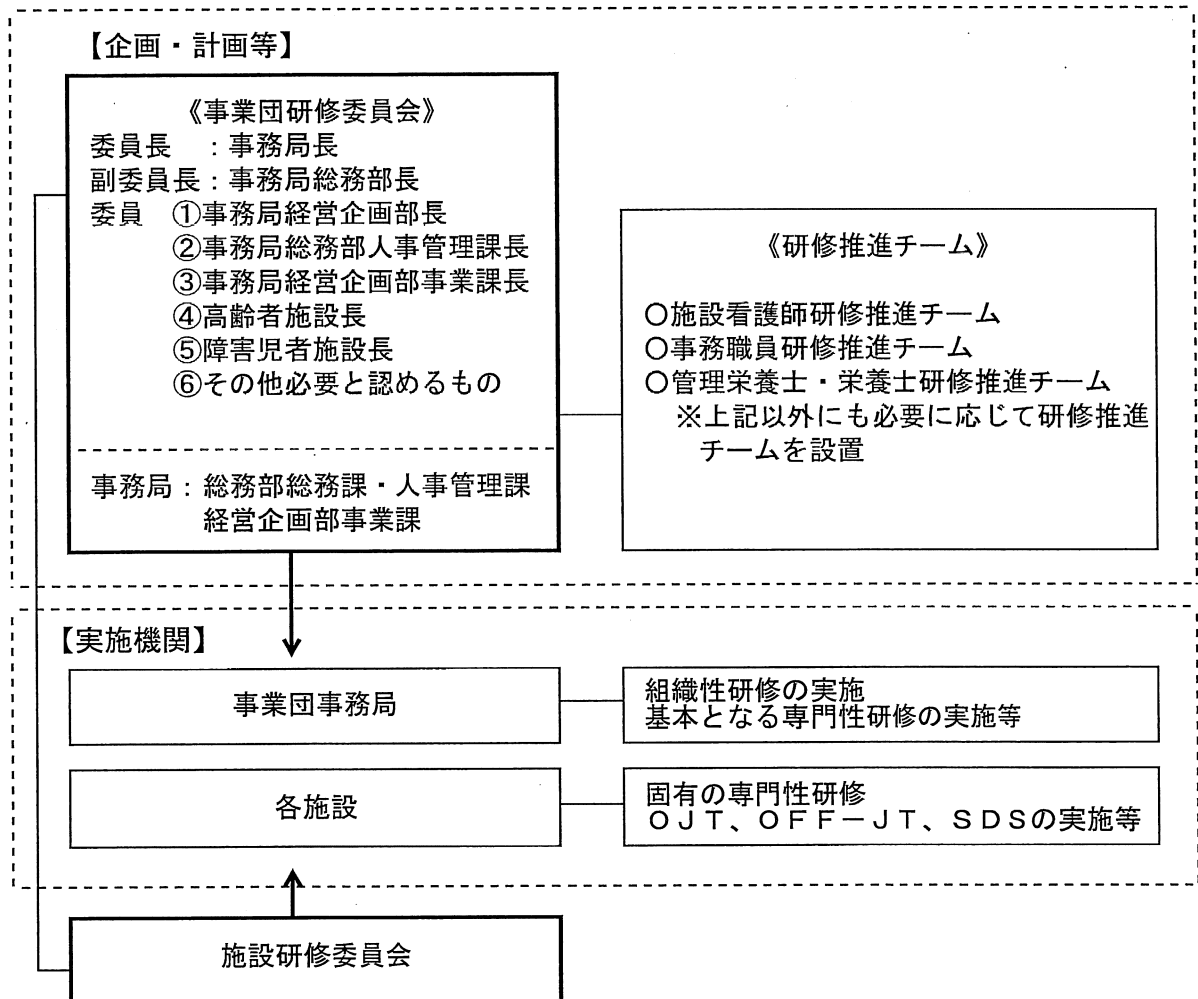 【企画・計画等】
《事業団研修委員会》
委員長　：事務局長
副委員長：事務局総務部長
委員　①事務局経営企画部長
②事務局総務部人事管理課長
③事務局経営企画部事業課長
④高齢者施設長
⑤障害児者施設長
⑥その他必要と認めるもの
事務局：総務部総務課・人事管理課
経営企画部事業課
《研修推進チーム》
○施設看護師研修推進チーム
○事務職員研修推進チーム
○管理栄養士・栄養士研修推進チーム
※上記以外にも必要に応じて研修推進
チームを設置
【実施機関】
事業団事務局
組織性研修の実施
基本となる専門性研修の実施等
各施設
固有の専門性研修
ＯＪＴ、ＯＦＦ－ＪＴ、ＳＤＳの実施等
施設研修委員会